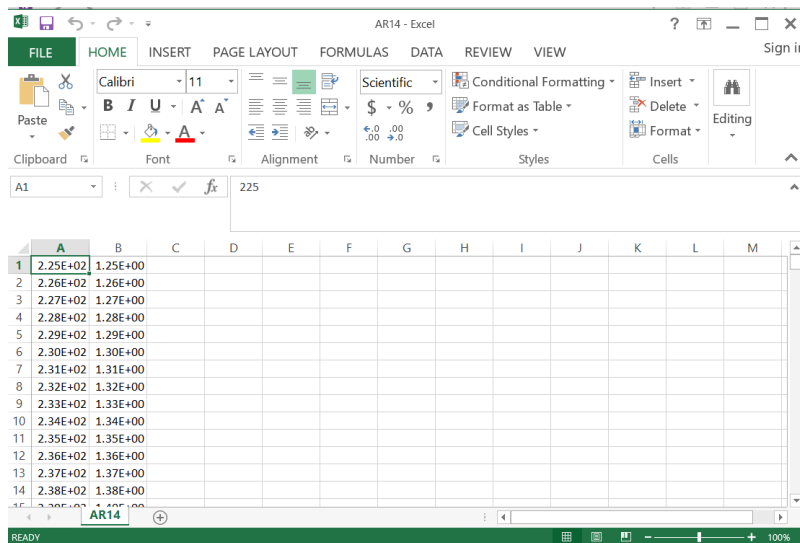 AR14 - Excel
FILE HOME INSERT PAGE LAYOUT FORMULAS DATA REVIEW VIEW Sign in
Calibri 11 Scientific Conditional Formatting Insert
Paste B I U A A $ % Format as Table Delete Editing
Cell Styles Format
Clipboard Font Alignment Number Styles Cells
A1 fx 225
A B C D E F G H I J K L M
1 2.25E+02 1.25E+00
2 2.26E+02 1.26E+00
3 2.27E+02 1.27E+00
4 2.28E+02 1.28E+00
5 2.29E+02 1.29E+00
6 2.30E+02 1.30E+00
7 2.31E+02 1.31E+00
8 2.32E+02 1.32E+00
9 2.33E+02 1.33E+00
10 2.34E+02 1.34E+00
11 2.35E+02 1.35E+00
12 2.36E+02 1.36E+00
13 2.37E+02 1.37E+00
14 2.38E+02 1.38E+00
AR14
READY 100%